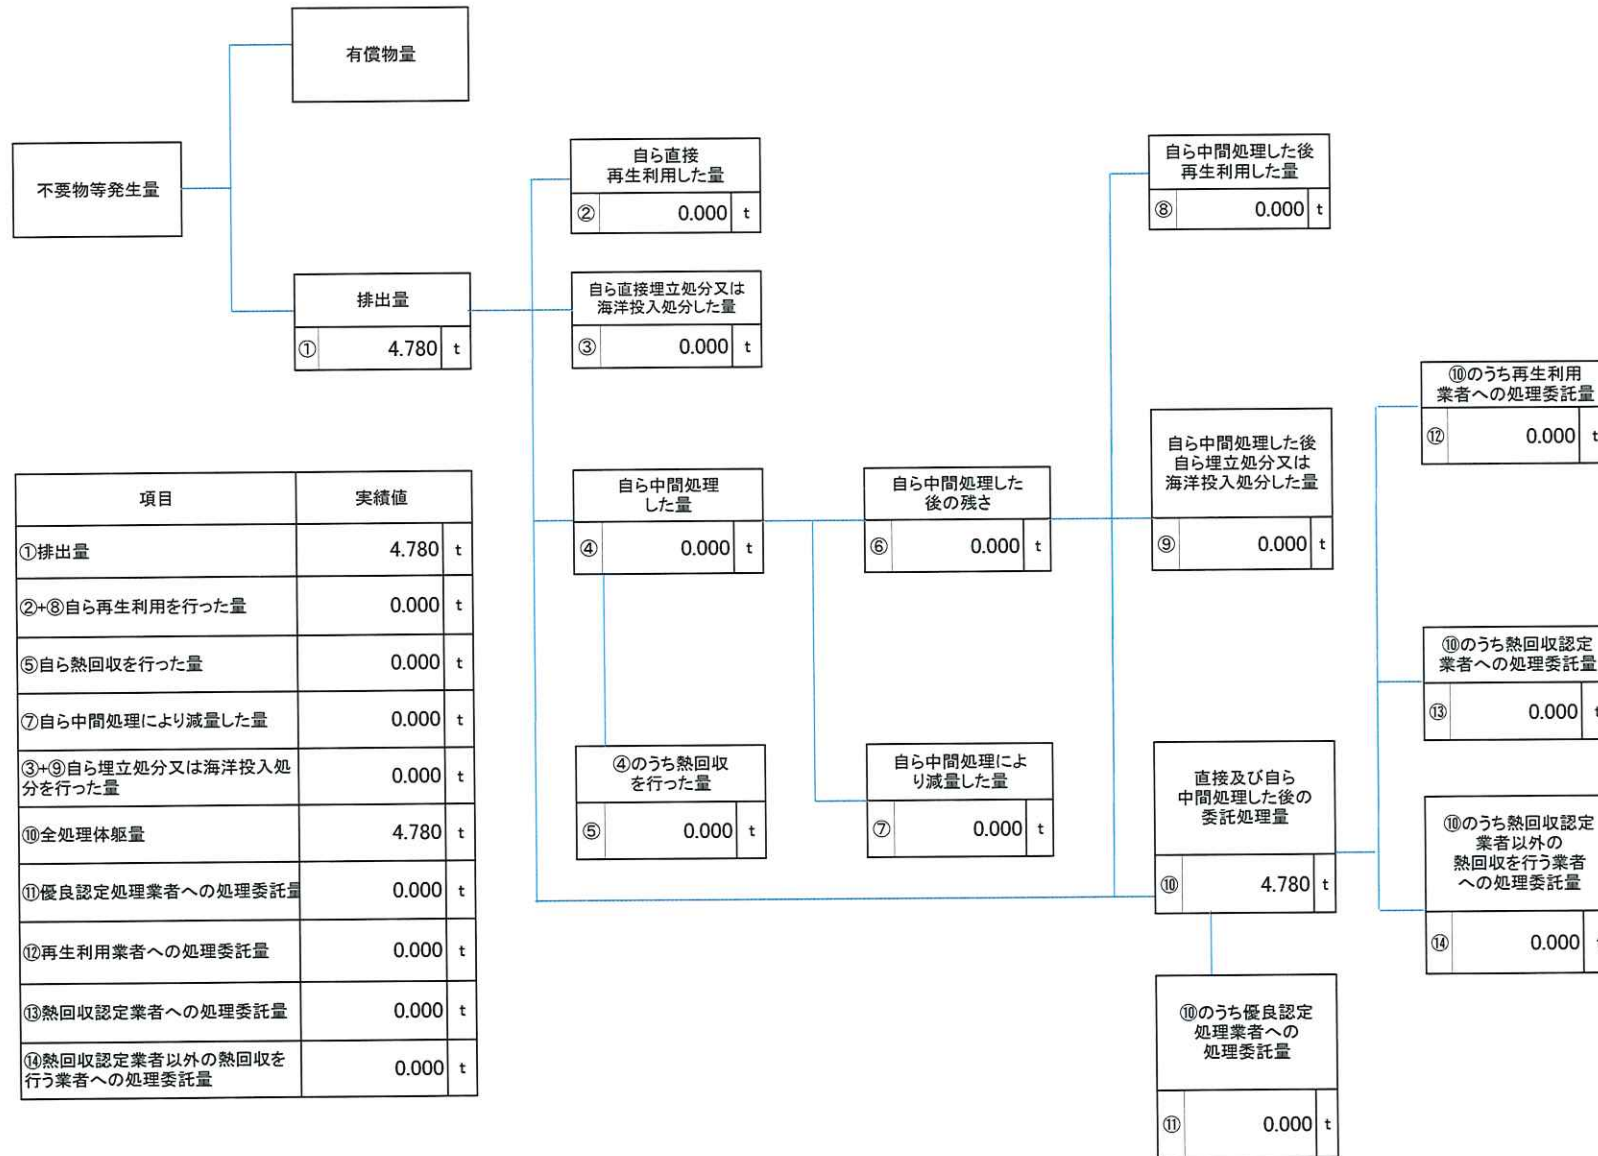 有償物量
不要物等発生量
排出量
① 4.780 t
自ら直接
再生利用した量
② 0.000 t
自ら直接埋立処分又は
海洋投入処分した量
③ 0.000 t
自ら中間処理
した量
④ 0.000 t
④のうち熱回収
を行った量
⑤ 0.000 t
自ら中間処理した
後の残さ
⑥ 0.000 t
自ら中間処理によ
り減量した量
⑦ 0.000 t
自ら中間処理した後
再生利用した量
⑧ 0.000 t
自ら中間処理した後
自ら埋立処分又は
海洋投入処分した量
⑨ 0.000 t
直接及び自ら
中間処理した後の
委託処理量
⑩ 4.780 t
⑩のうち優良認定
処理業者への
処理委託量
⑪ 0.000 t
⑩のうち再生利用
業者への処理委託量
⑫ 0.000 t
⑩のうち熱回収認定
業者への処理委託量
⑬ 0.000 t
⑩のうち熱回収認定
業者以外の
熱回収を行う業者
への処理委託量
⑭ 0.000 t
項目 実績値
①排出量 4.780 t
②+⑧自ら再生利用を行った量 0.000 t
⑤自ら熱回収を行った量 0.000 t
⑦自ら中間処理により減量した量 0.000 t
③+⑨自ら埋立処分又は海洋投入処
分を行った量 0.000 t
⑩全処理体躯量 4.780 t
⑪優良認定処理業者への処理委託量 0.000 t
⑫再生利用業者への処理委託量 0.000 t
⑬熱回収認定業者への処理委託量 0.000 t
⑭熱回収認定業者以外の熱回収を
行う業者への処理委託量 0.000 t